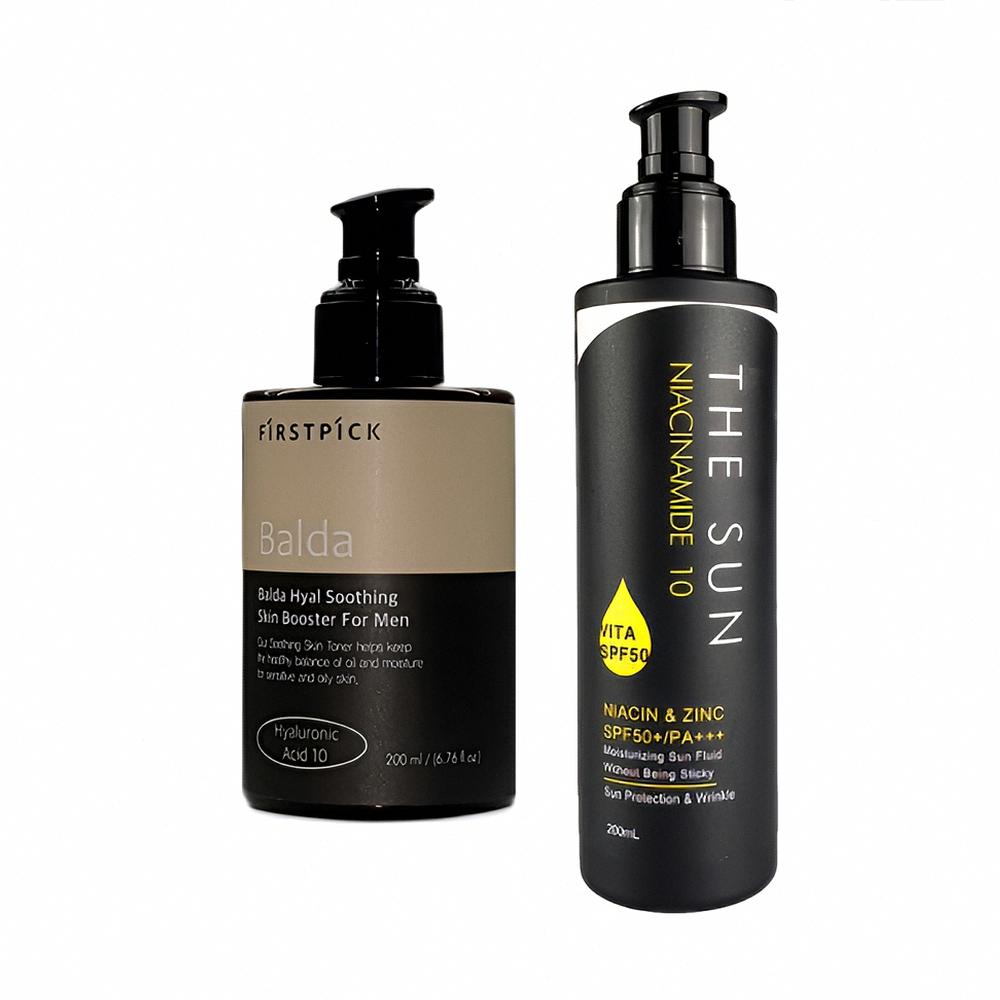 FÍRSTPÍCK
Balda
Balda Hyal Soothing
Skin Booster For Men
Our Soothing Skin Toner helps keep
the healthy balance of oil and moisture
to sensitive and oily skin.
Hyaluronic
Acid 10
200 ml / (6.76 fl oz)
THE SUN
NIACINAMIDE 10
VITA
SPF50
NIACIN & ZINC
SPF50+/PA+++
Moisturizing Sun Fluid
Without Being Sticky
Sun Protection & Wrinkle
200mL